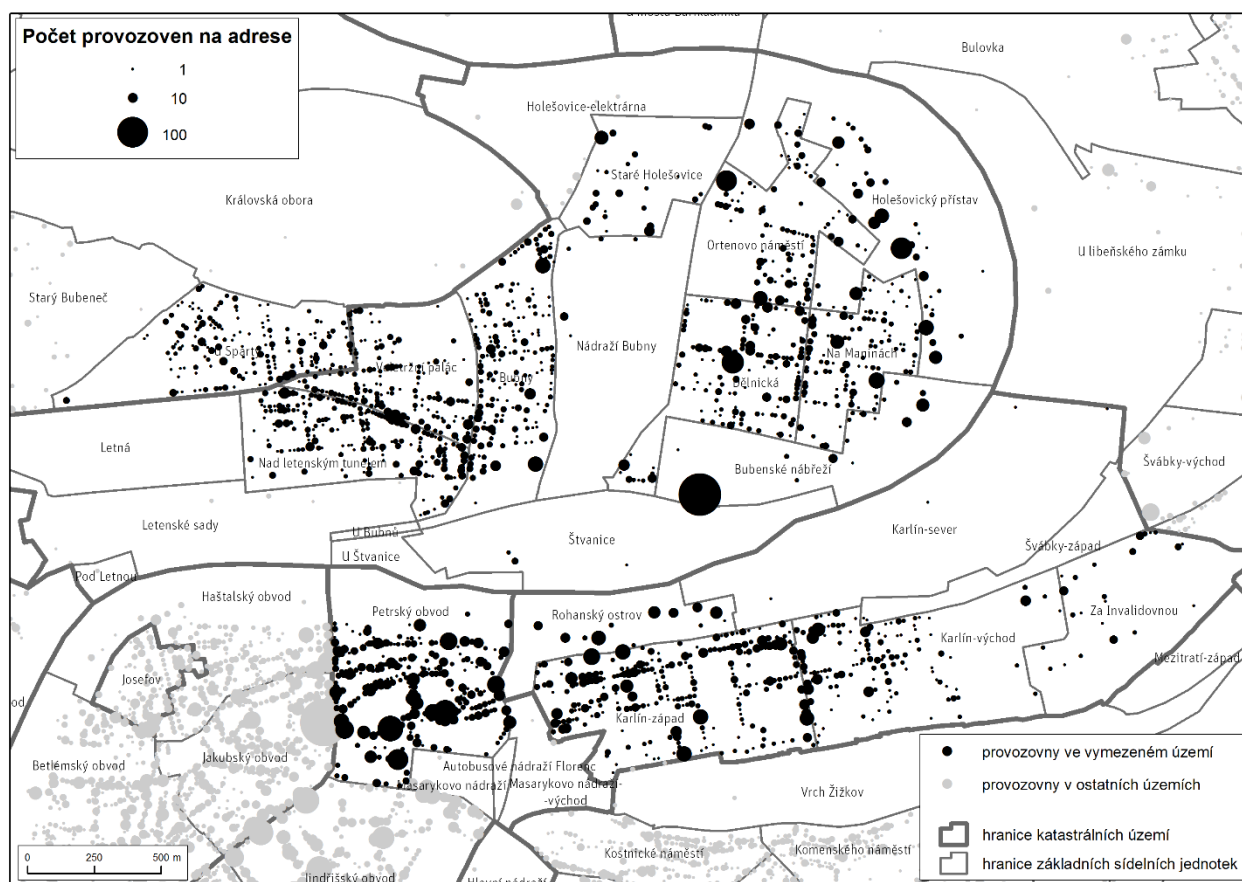 Počet provozoven na adrese
1
10
100
Bulovka
Holešovice-elektrárna
Staré Holešovice
Královská obora
Holešovický přístav
Ortenovo náměstí
U libeňského zámku
Starý Bubeneč
Nádraží Bubny
U Sparty
Veletržní palác
Na Maninách
Bubny
Dělnická
Letná
Nad letenským tunelem
Bubenské nábřeží
Švábky-východ
Letenské sady
U Bubnů
Štvanice
Karlín-sever
U Štvanice
Švábky-západ
Pod Letnou
Haštalský obvod
Petrský obvod
Rohanský ostrov
Za Invalidovnou
Karlín-východ
Mezitratí-západ
Josefov
od
Karlín-západ
Betlémský obvod
Jakubský obvod
Autobusové nádraží Florenc
Masarykovo nádraží
Masarykovo nádraží
-východ
Vrch Žižkov
provozovny ve vymezeném území
provozovny v ostatních územích
hranice katastrálních území
hranice základních sídelních jednotek
Kostnické náměstí
Komenského náměstí
Jindřišský obvod
Hlavní nádraží
0 250 500 m